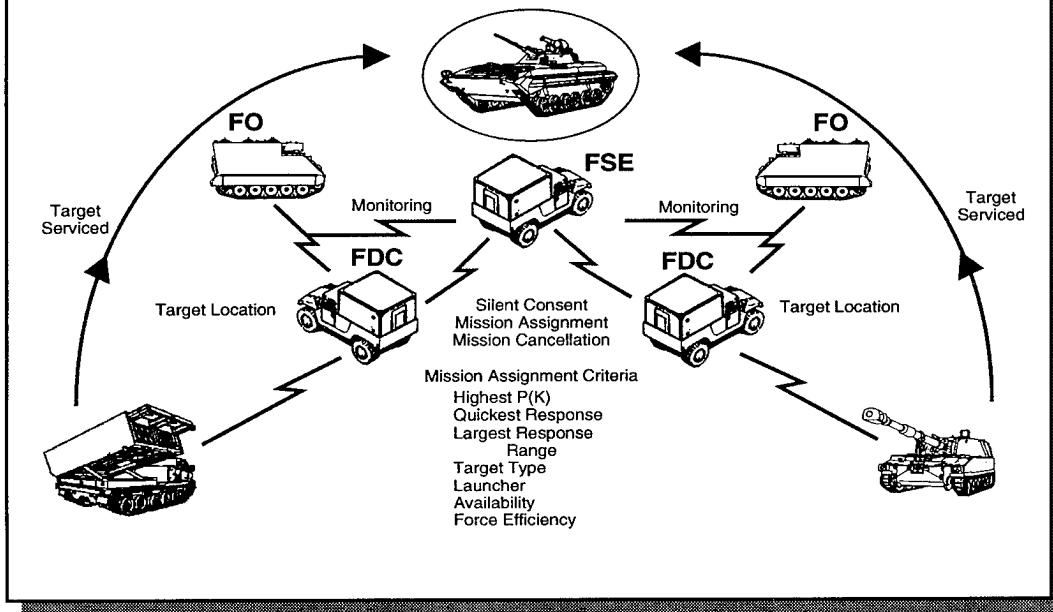 FO
FO
FSE
Monitoring
Monitoring
Target
Serviced
Target
Serviced
FDC
FDC
Target Location
Target Location
Silent Consent
Mission Assignment
Mission Cancellation
Mission Assignment Criteria
Highest P(K)
Quickest Response
Largest Response
Range
Target Type
Launcher
Availability
Force Efficiency